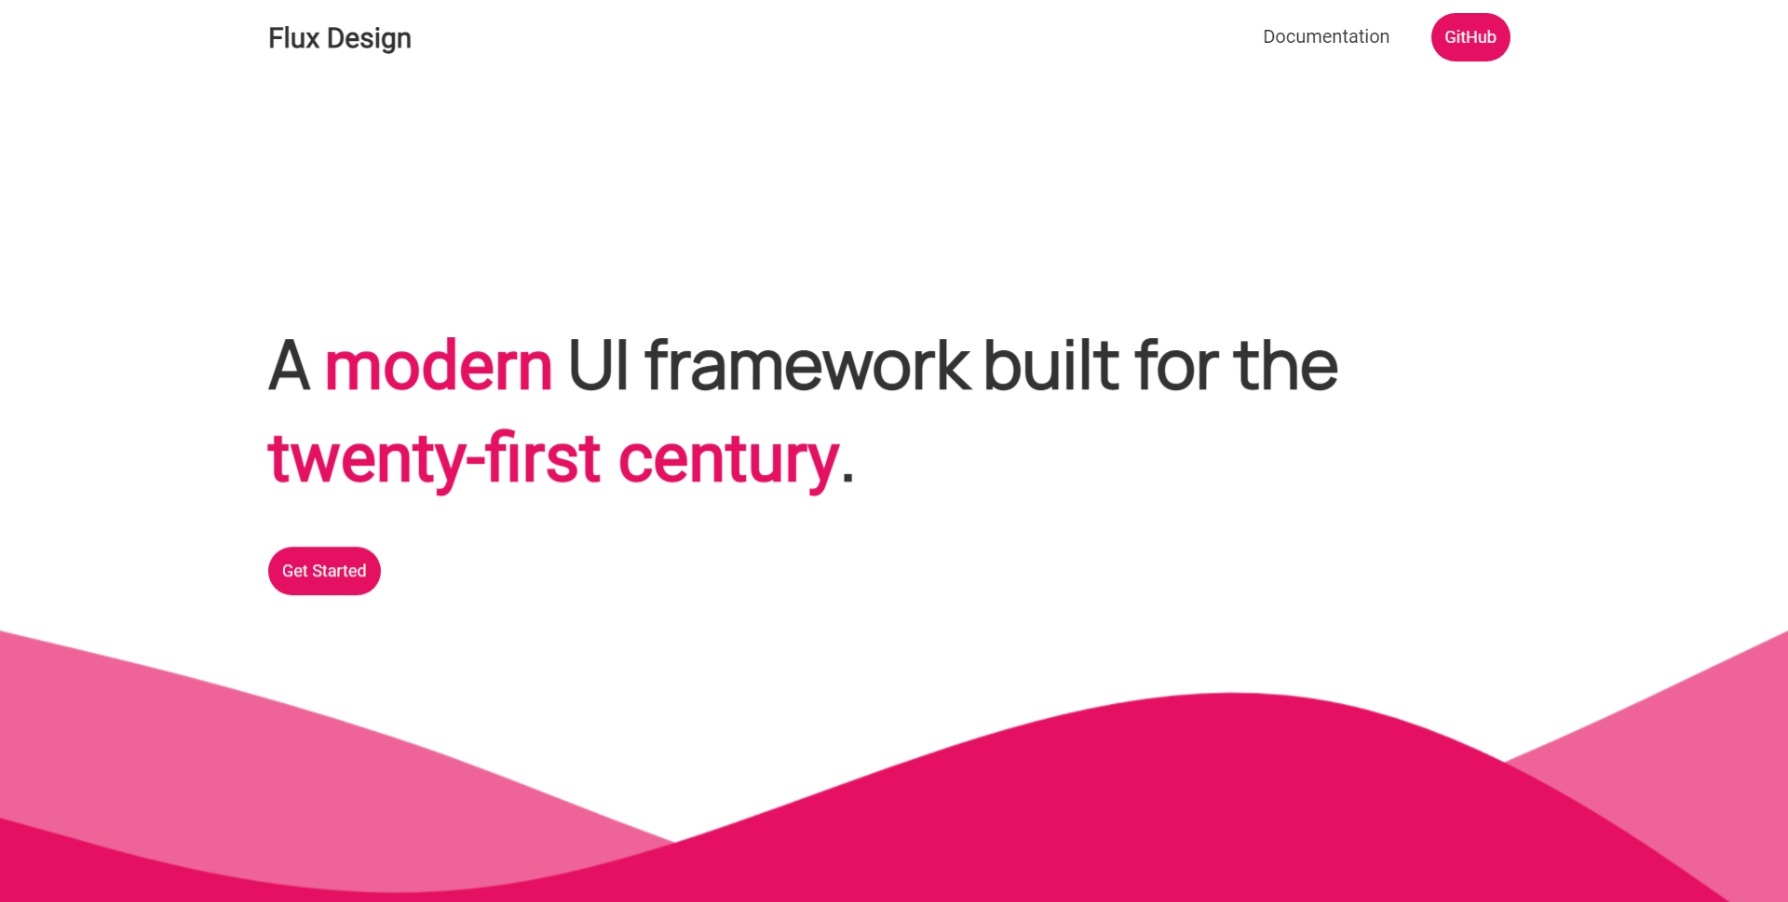 Flux Design
Documentation
GitHub
A modern UI framework built for the
twenty-first century.
Get Started